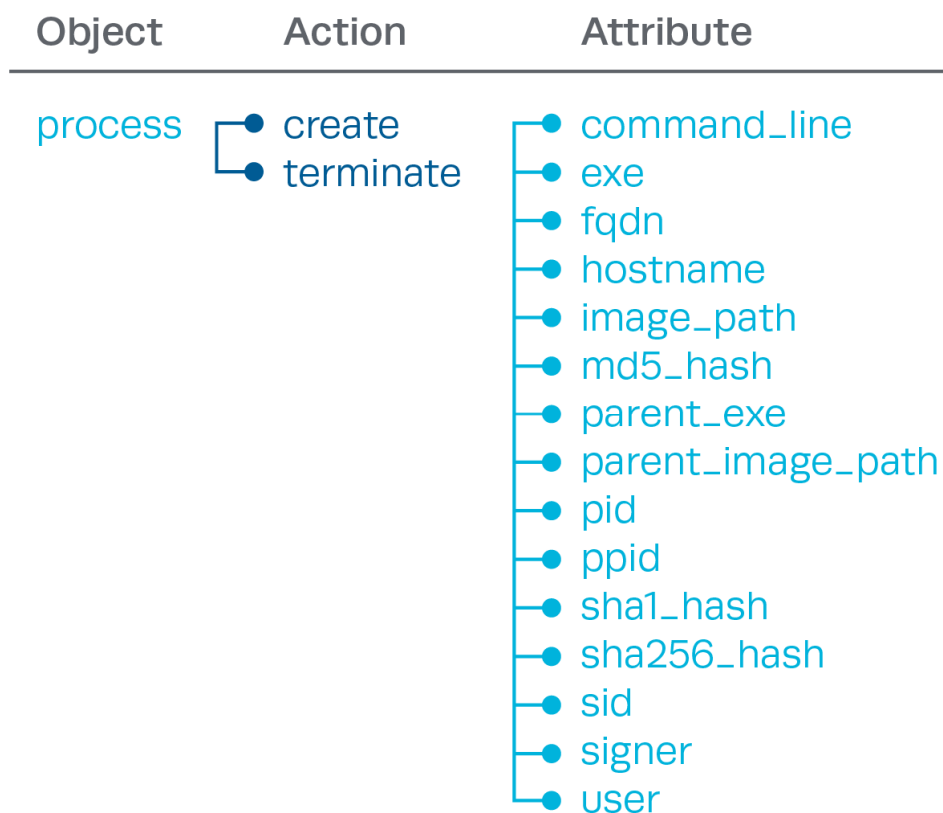 Object Action Attribute
process create command_line
terminate exe
fqdn
hostname
image_path
md5_hash
parent_exe
parent_image_path
pid
ppid
sha1_hash
sha256_hash
sid
signer
user